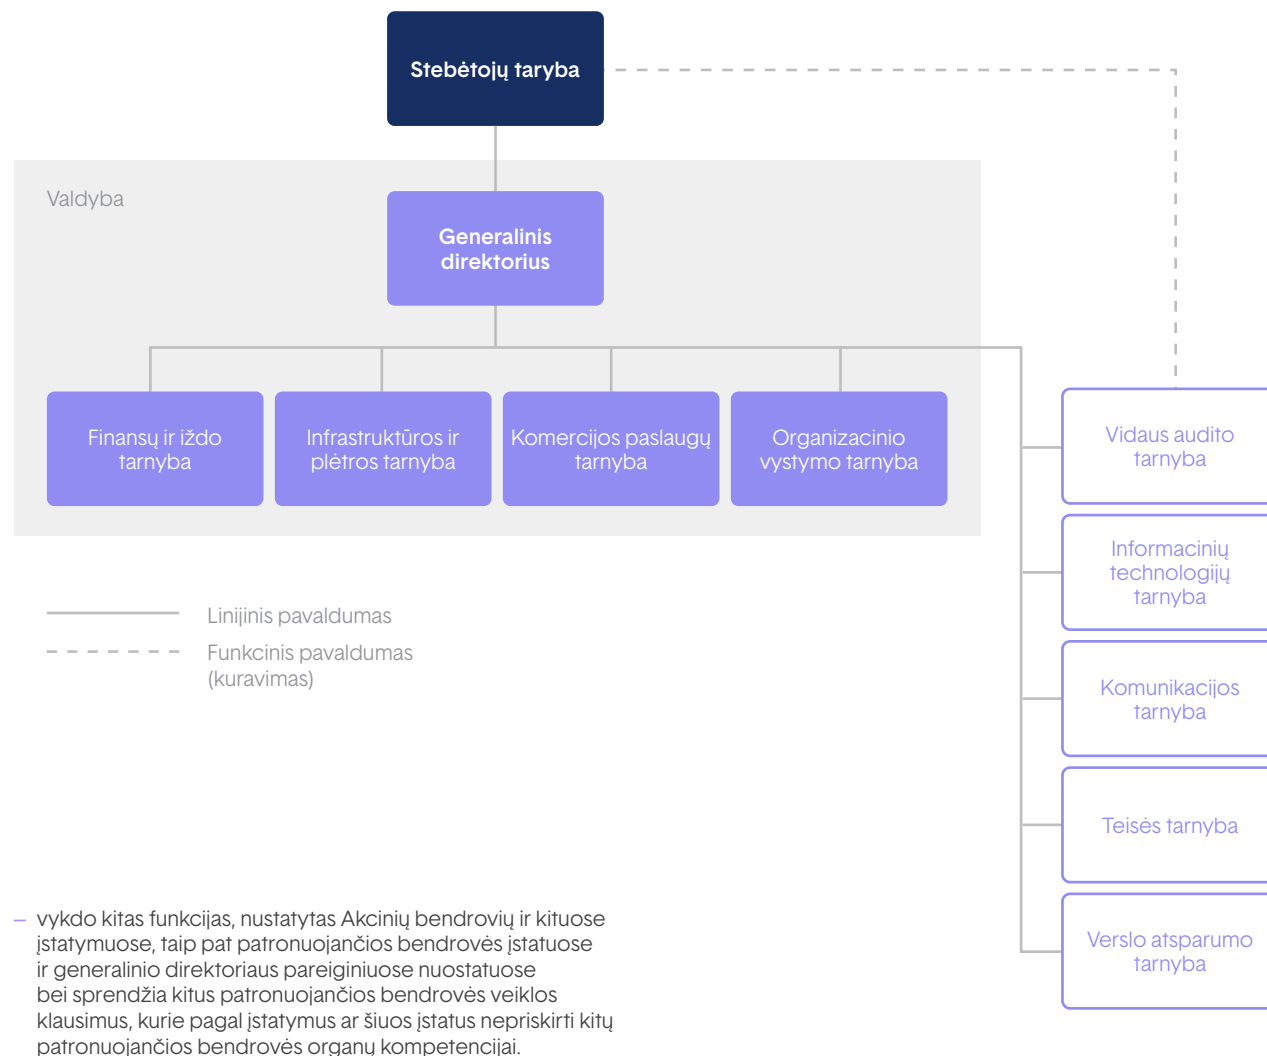 Stebėtojų taryba
Valdyba
Generalinis
direktorius
Finansų ir iždo
tarnyba
Infrastruktūros ir
plėtros tarnyba
Komercijos paslaugų
tarnyba
Organizacinio
vystymo tarnyba
Vidaus audito
tarnyba
Informacinių
technologijų
tarnyba
Komunikacijos
tarnyba
Teisės tarnyba
Verslo atsparumo
tarnyba
Linijinis pavaldumas
Funkcinis pavaldumas
(kuravimas)
– vykdo kitas funkcijas, nustatytas Akcinių bendrovių ir kituose
įstatymuose, taip pat patronuojančios bendrovės įstatuose
ir generalinio direktoriaus pareiginiuose nuostatuose
bei sprendžia kitus patronuojančios bendrovės veiklos
klausimus, kurie pagal įstatymus ar šiuos įstatus nepriskirti kitų
patronuojančios bendrovės organų kompetencijai.